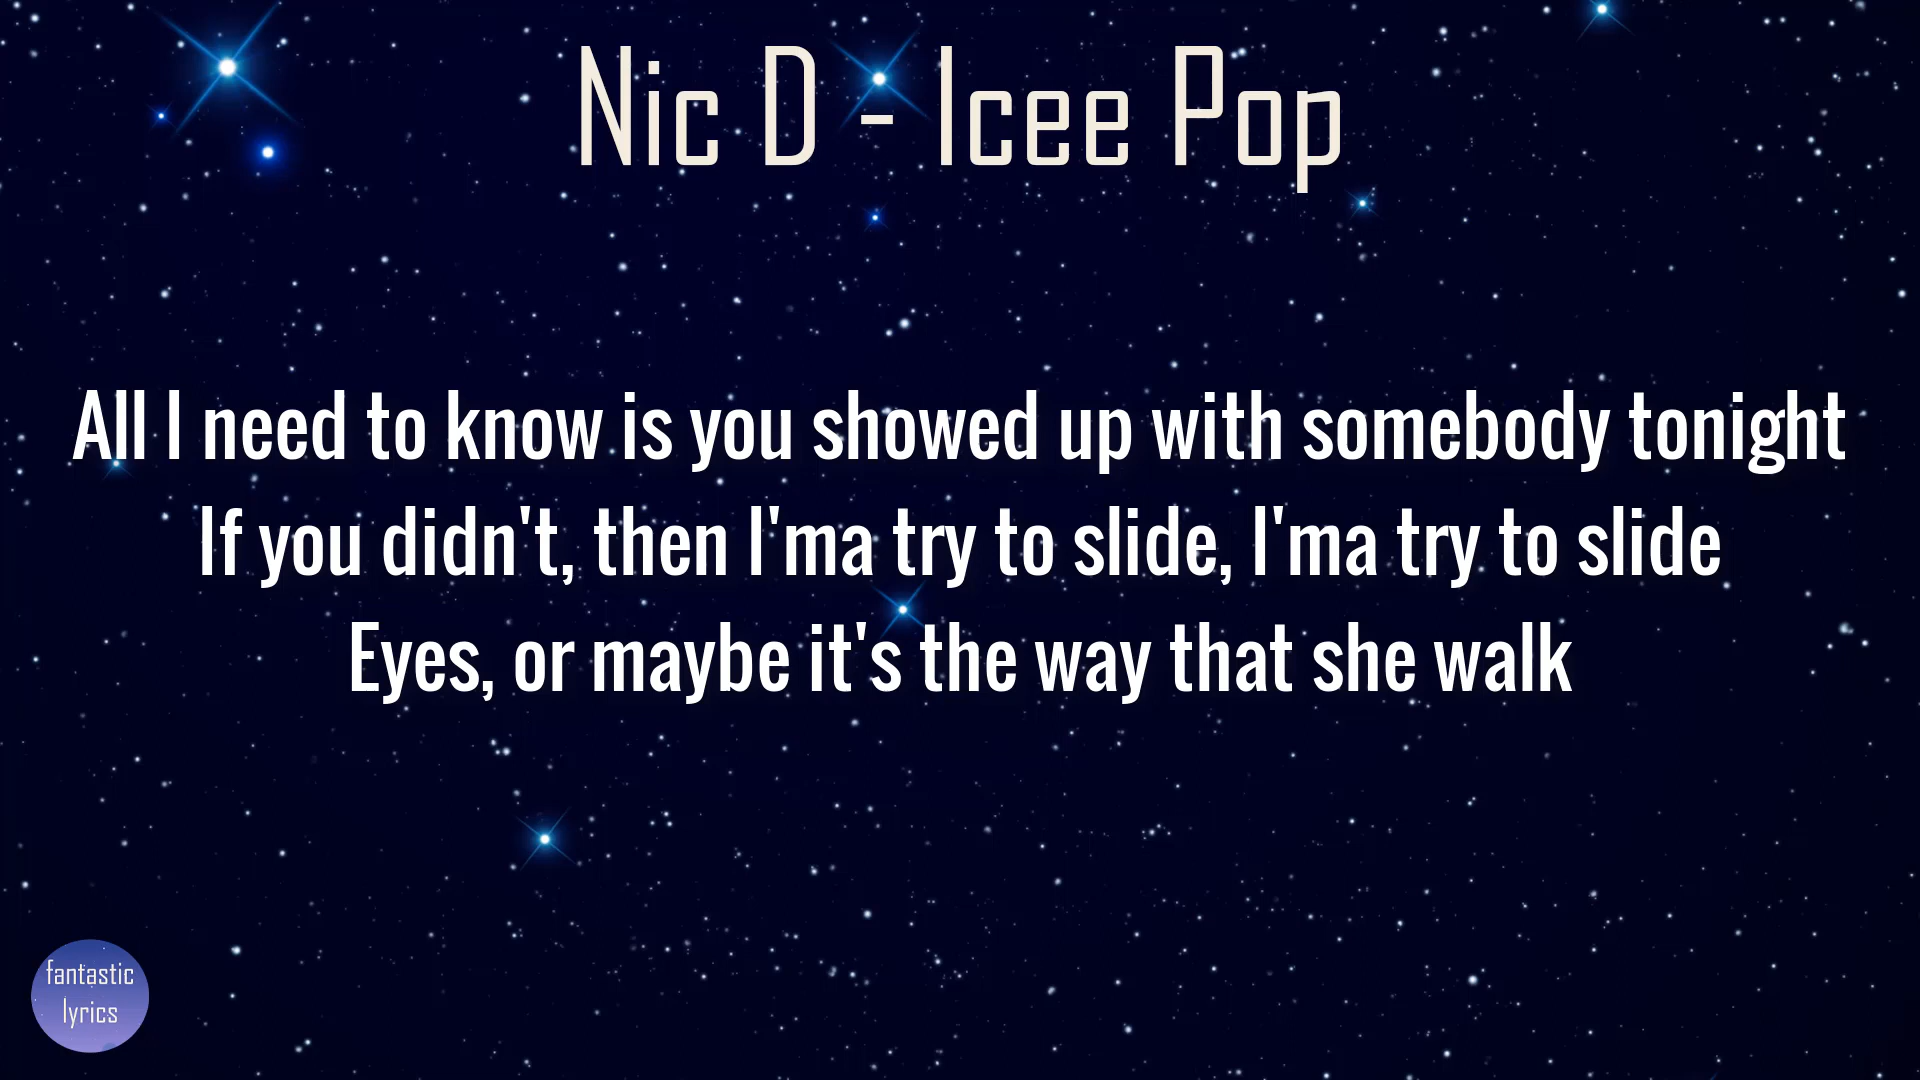 Nic D - Icee Pop
All I need to know is you showed up with somebody tonight
If you didn't, then I'ma try to slide, I'ma try to slide
Eyes, or maybe it's the way that she walk
fantastic
lyrics